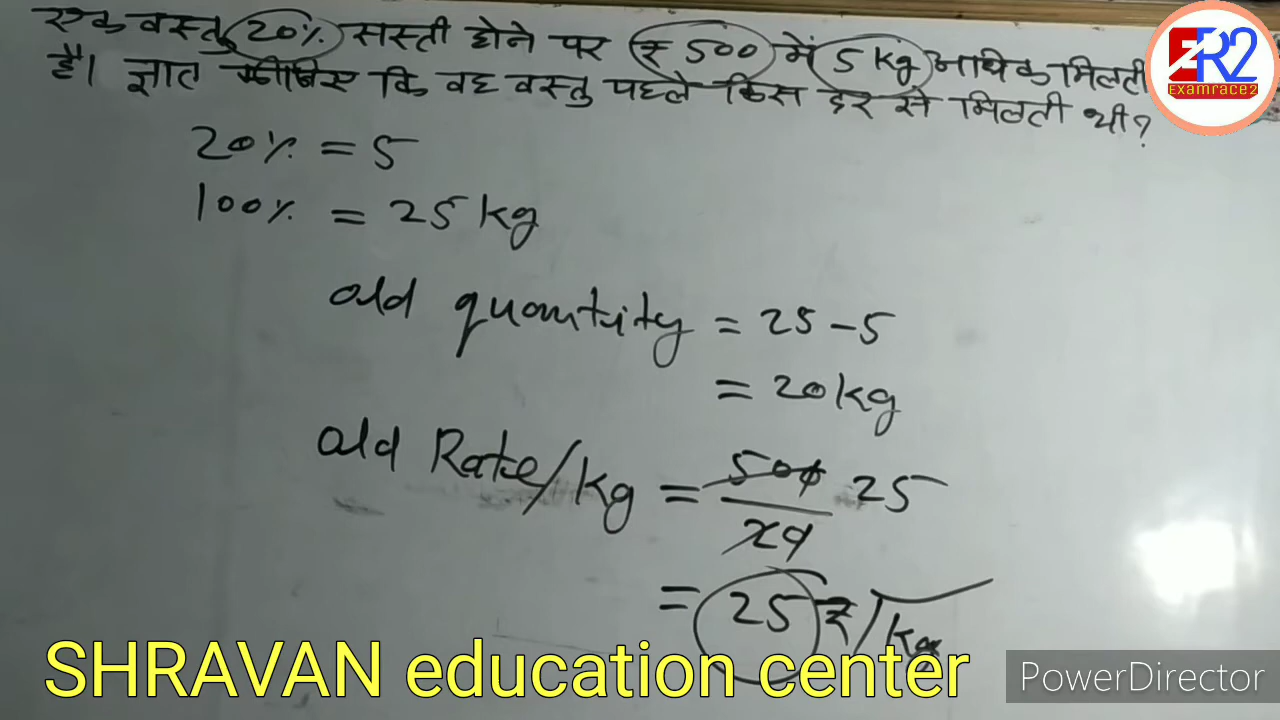 एक वस्तु 20% सस्ती होने पर ₹ 500 में 5 kg अधिक मिलती
है। ज्ञात कीजिए कि वह वस्तु पहले किस दर से मिलती थी?
ER2
Examrace2
20% = 5
100% = 25 kg
old quantity = 25 - 5
= 20 kg
old Rate/kg = 500/20 25
= 25 ₹/kg
SHRAVAN education center
PowerDirector